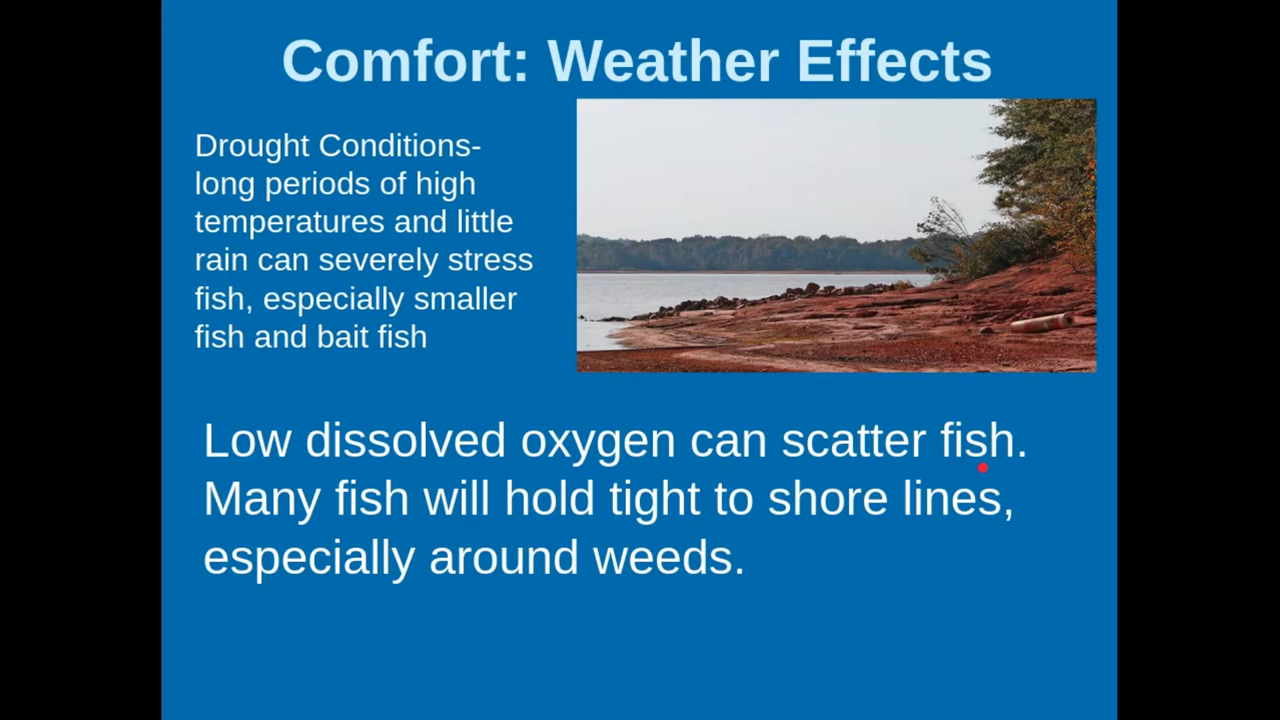 Comfort: Weather Effects
Drought Conditions-
long periods of high
temperatures and little
rain can severely stress
fish, especially smaller
fish and bait fish
Low dissolved oxygen can scatter fish.
Many fish will hold tight to shore lines,
especially around weeds.